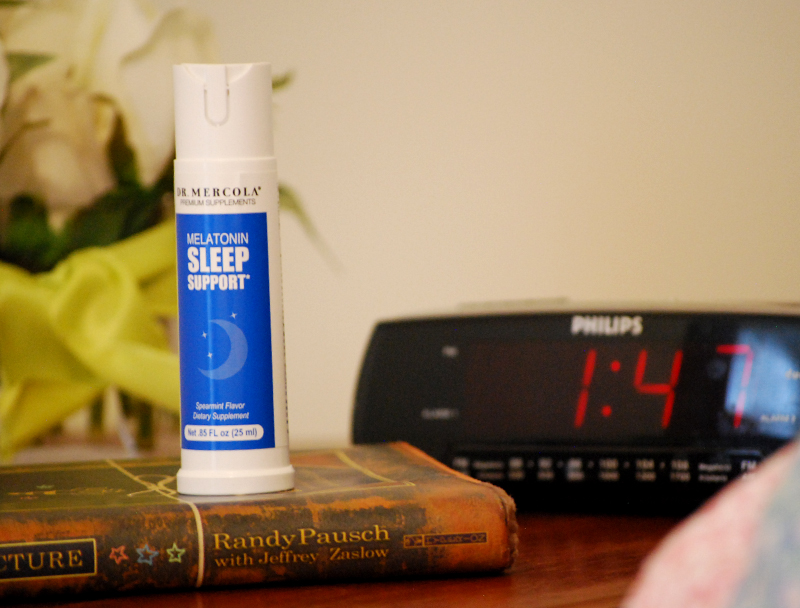 DR. MERCOLA®
PREMIUM SUPPLEMENTS
MELATONIN
SLEEP
SUPPORT*
Spearmint Flavor
Dietary Supplement
Net .85 FL oz (25 ml)
CTURE
Randy Pausch
with Jeffrey Zaslow
PHILIPS
1:47